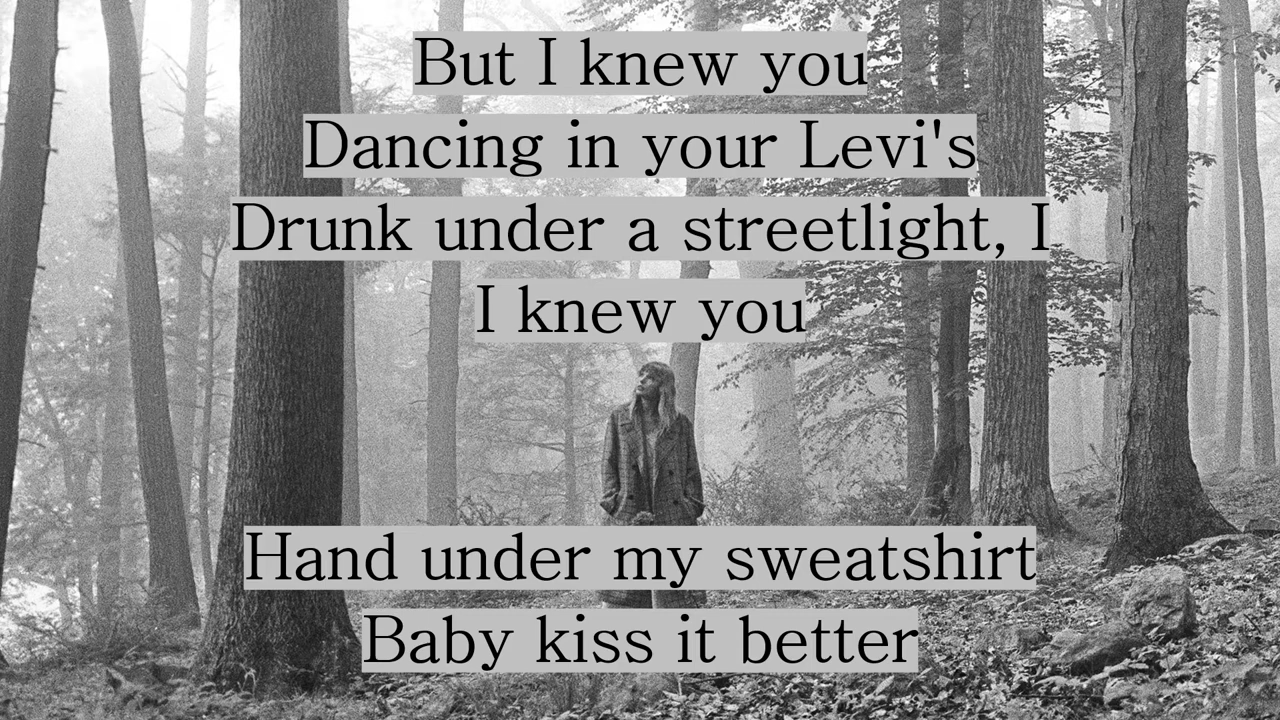 But I knew you
Dancing in your Levi's
Drunk under a streetlight, I
I knew you
Hand under my sweatshirt
Baby kiss it better